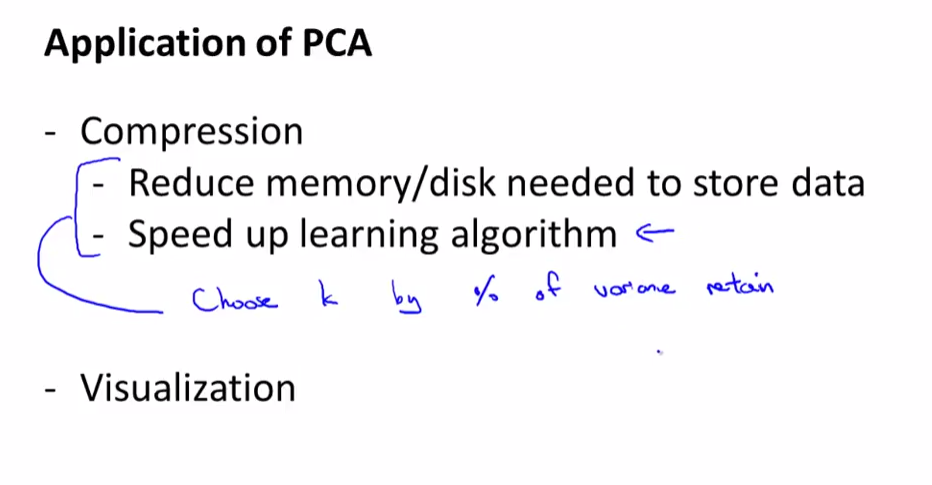 Application of PCA
- Compression
- Reduce memory/disk needed to store data
- Speed up learning algorithm ←
Choose k by % of variance retain
- Visualization